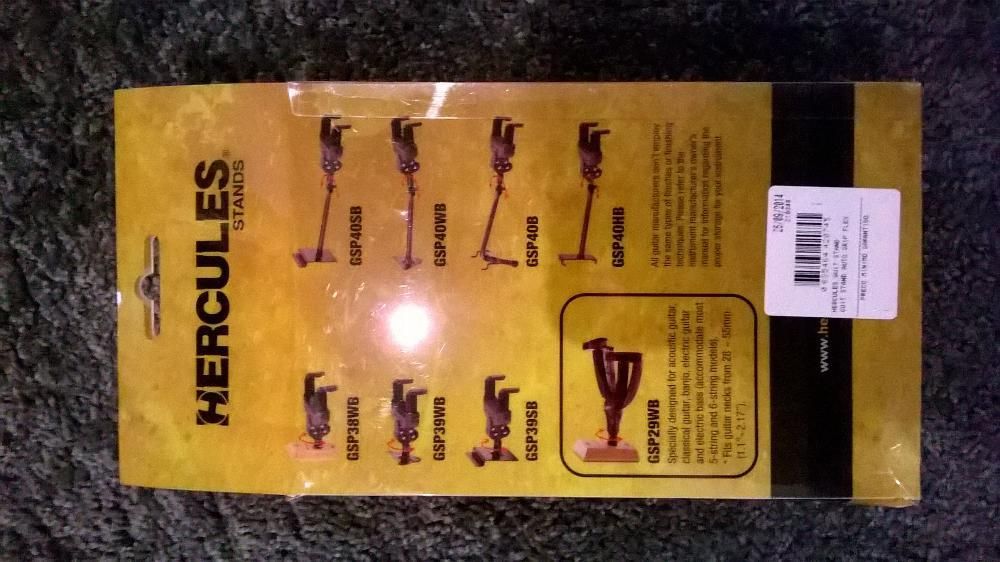 HERCULES®
STANDS
GSP38WB
GSP40SB
GSP39WB
GSP40WB
GSP39SB
GSP40B
GSP40HB
GSP29WB
Specially designed for acoustic guitar,
classical guitar, banjo, electric guitar
and electric bass (accommodate most
5-string and 6-string models).
* Fits guitar necks from 28 ~ 55mm
(1.1"~2.17").
All guitar manufacturers don't employ
the same types of finishes or finishing
techniques. Please refer to the
instrument manufacturer's owner's
manual for information regarding the
proper storage for your instrument.
www.he
25/09/2014
HERCULES GUIT STAND
GUIT STAND AUTO GRIP FLEX
PRECO MINIMO GARANTIDO